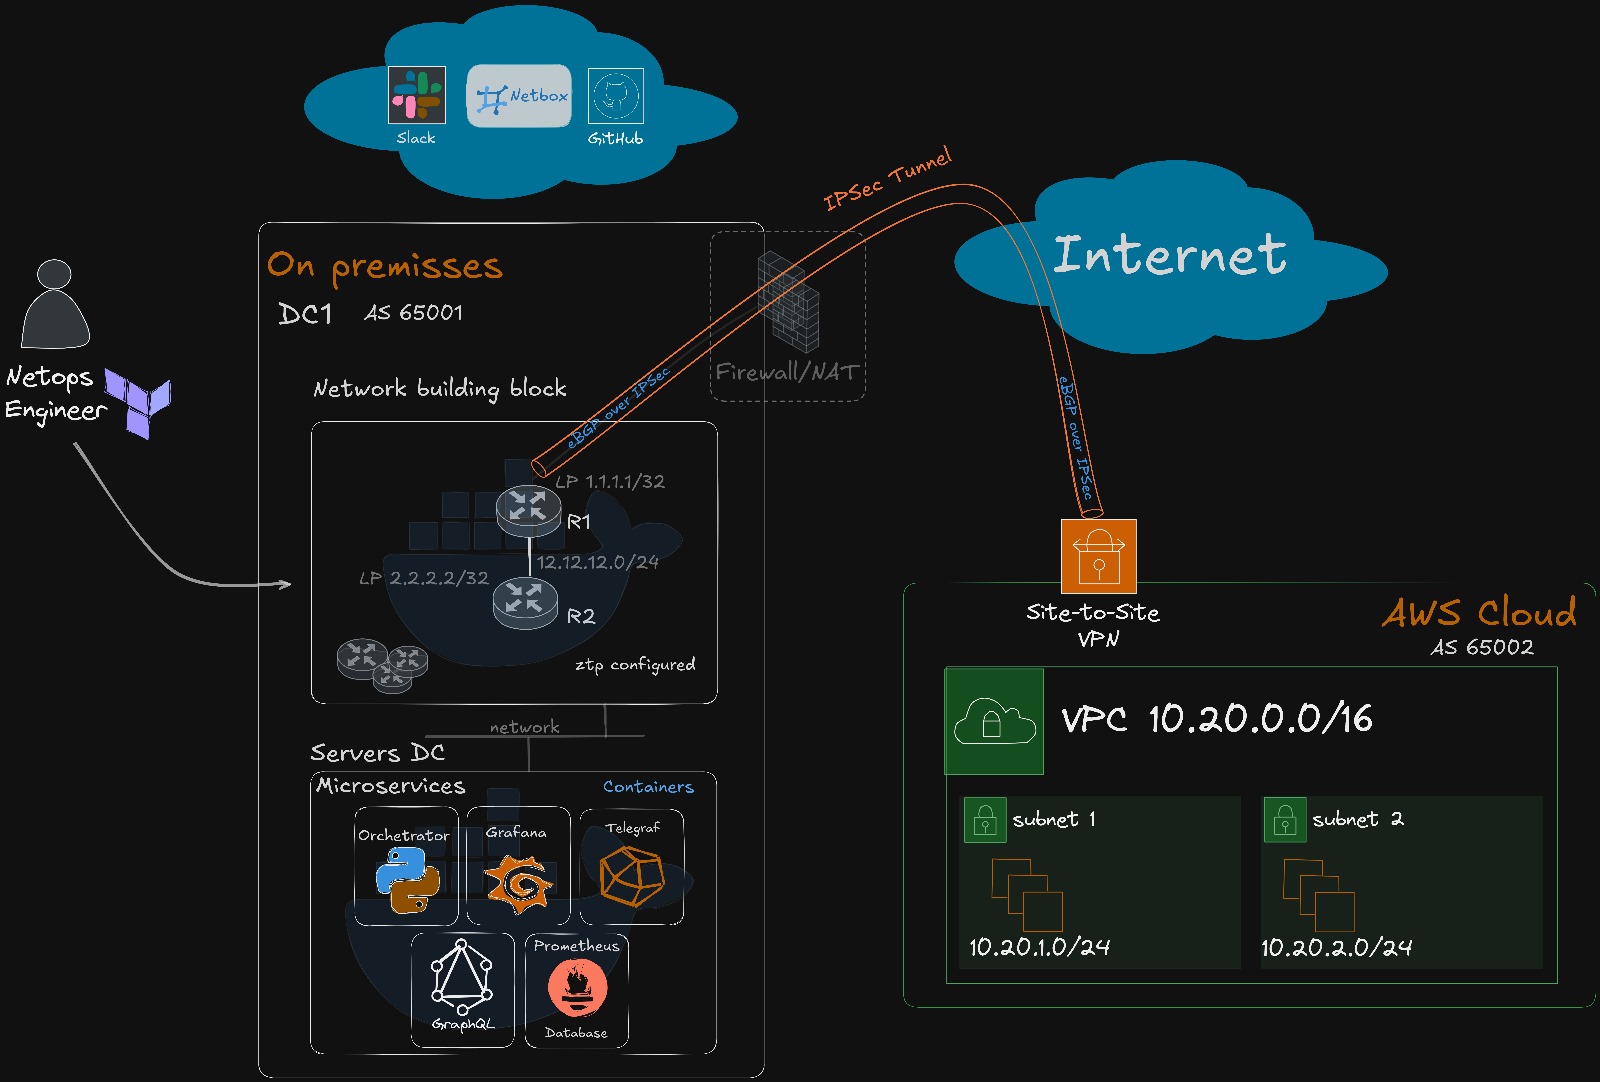 Slack
Netbox
GitHub
IPSec Tunnel
Internet
On premisses
DC1 AS 65001
Firewall/NAT
Netops
Engineer
Network building block
eBGP over IPSec
eBGP over IPSec
LP 1.1.1.1/32
R1
12.12.12.0/24
LP 2.2.2.2/32
R2
ztp configured
Site-to-Site
VPN
AWS Cloud
AS 65002
VPC 10.20.0.0/16
network
Servers DC
Microservices
Containers
Orchetrator
Grafana
Telegraf
subnet 1
subnet 2
10.20.1.0/24
10.20.2.0/24
Prometheus
GraphQL
Database